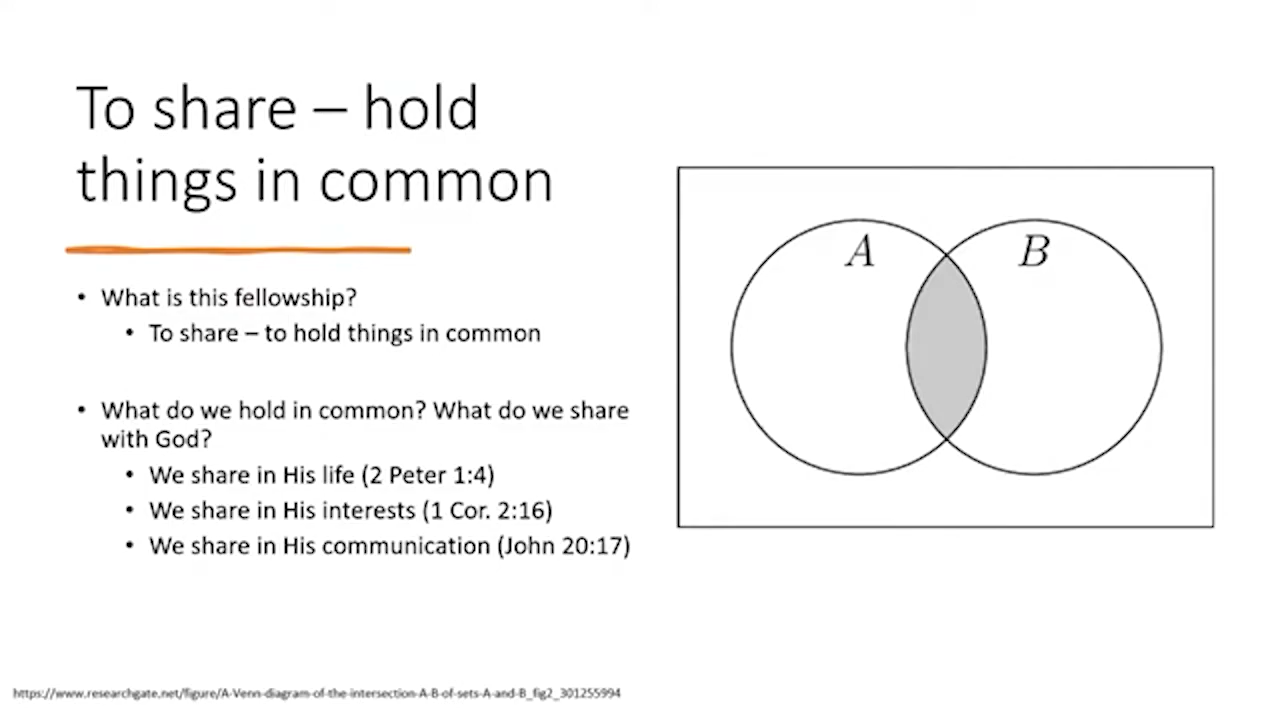 To share – hold
things in common
• What is this fellowship?
• To share – to hold things in common
• What do we hold in common? What do we share
with God?
• We share in His life (2 Peter 1:4)
• We share in His interests (1 Cor. 2:16)
• We share in His communication (John 20:17)
A
B
https://www.researchgate.net/figure/A-Venn-diagram-of-the-intersection-A-B-of-sets-A-and-B_fig2_301255994